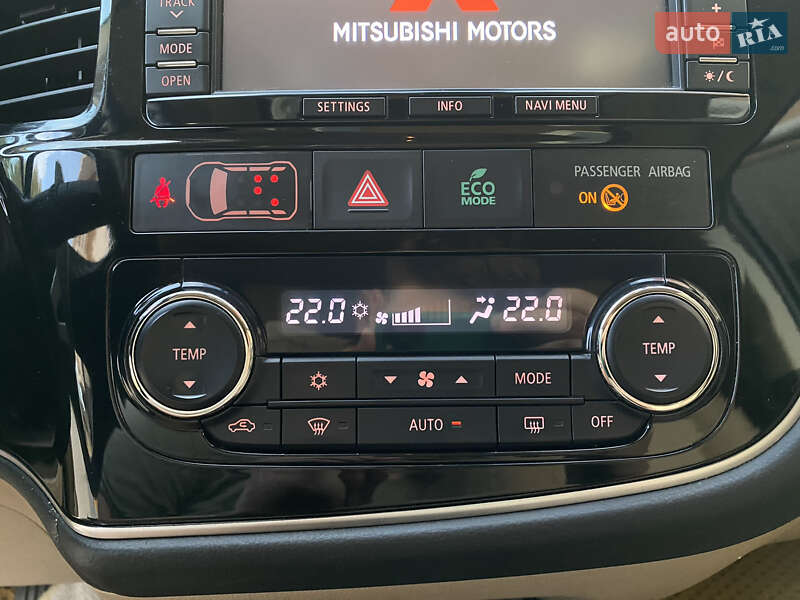 TRACK
MODE
OPEN
MITSUBISHI MOTORS
auto RIA
.com
SETTINGS INFO NAVI MENU
ECO
MODE
PASSENGER AIRBAG
ON
22.0 22.0
TEMP
TEMP
MODE
AUTO
OFF